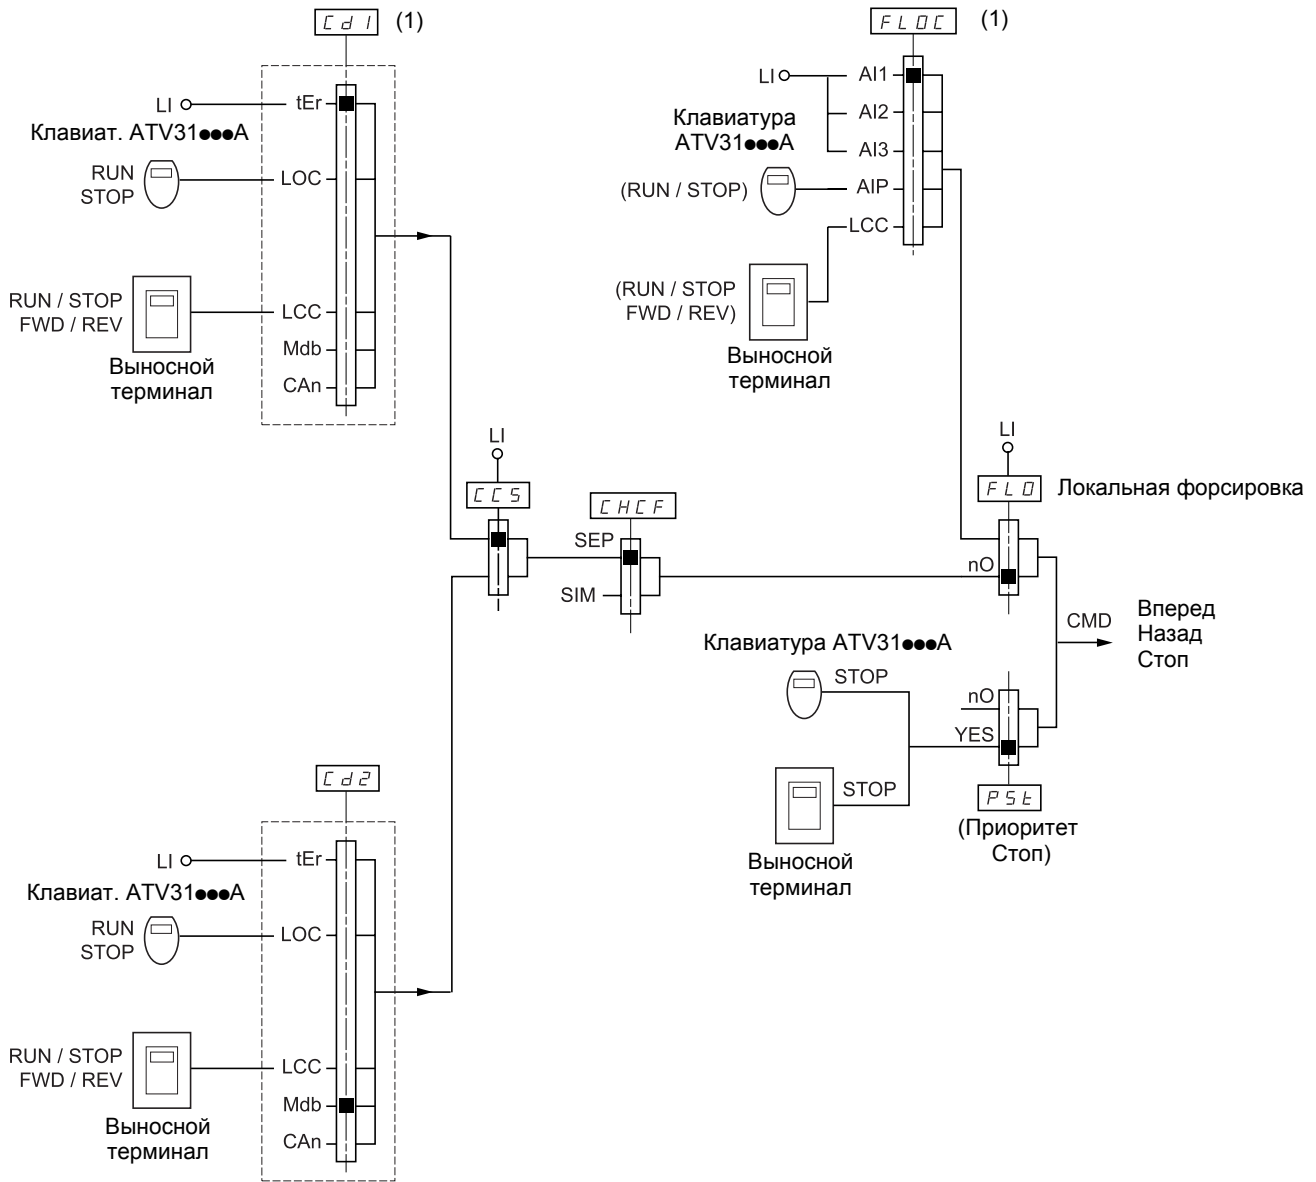 Cd1 (1)
LI tEr
Клавиат. ATV31●●●A
RUN
STOP
LOC
RUN / STOP
FWD / REV
LCC
Mdb
CAn
Выносной
терминал
FLOC (1)
LI AI1
AI2
AI3
Клавиатура
ATV31●●●A
(RUN / STOP)
AIP
LCC
(RUN / STOP
FWD / REV)
Выносной
терминал
LI
CCS
CHCF
SEP
SIM
LI
FLO Локальная форсировка
nO
CMD
Вперед
Назад
Стоп
Клавиатура ATV31●●●A
STOP
nO
YES
STOP
PSt
(Приоритет
Стоп)
Выносной
терминал
Cd2
LI tEr
Клавиат. ATV31●●●A
RUN
STOP
LOC
RUN / STOP
FWD / REV
LCC
Mdb
CAn
Выносной
терминал